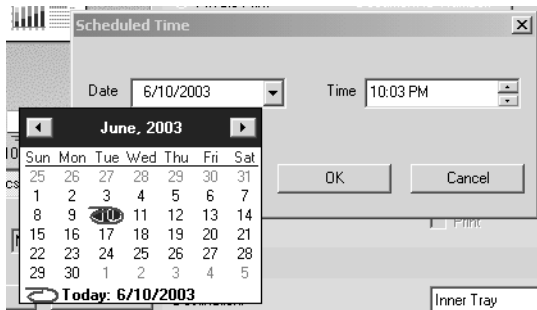 Scheduled Time
Date 6/10/2003 Time 10:03 PM
June, 2003
Sun Mon Tue Wed Thu Fri Sat
25 26 27 28 29 30 31
1 2 3 4 5 6 7
8 9 10 11 12 13 14
15 16 17 18 19 20 21
22 23 24 25 26 27 28
29 30 1 2 3 4 5
Today: 6/10/2003
OK Cancel
Print
Inner Tray